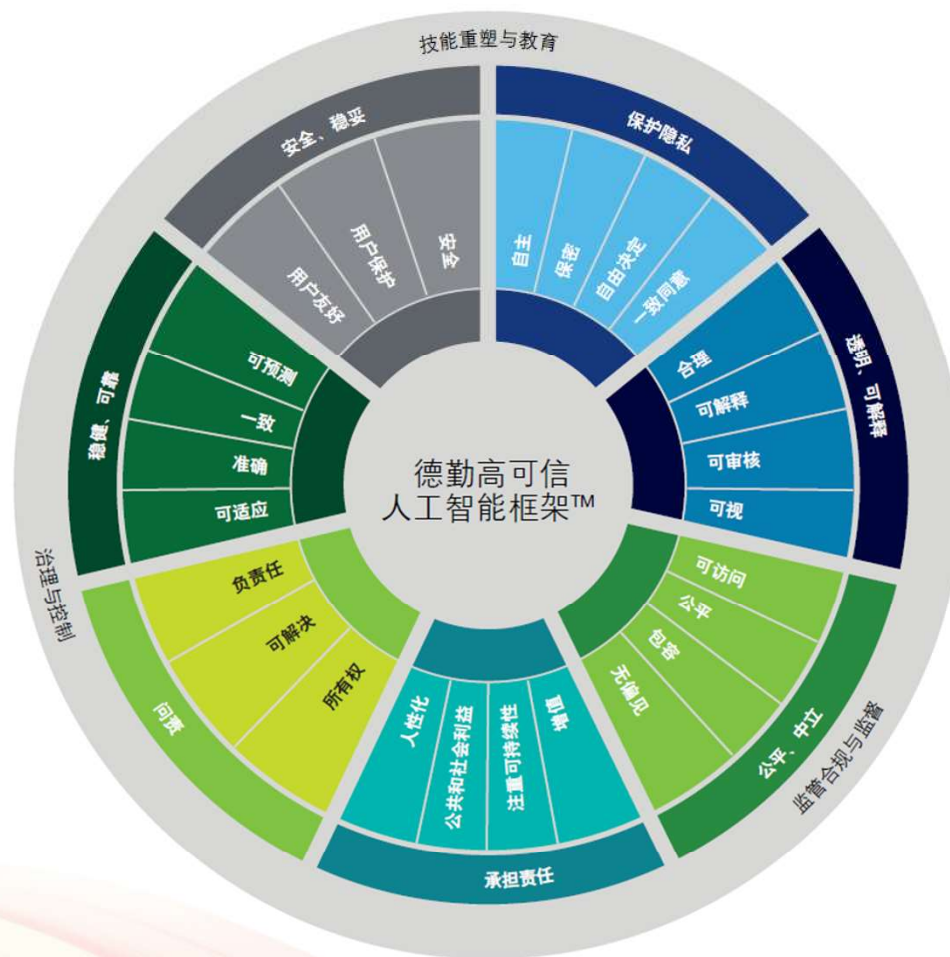 技能重塑与教育
保护隐私
自主
保密
自由决定
一致同意
透明、可解释
合理
可解释
可审核
可视
公平、中立
可访问
公平
包容
无偏见
监管合规与监督
承担责任
增值
注重可持续性
公共和社会利益
人性化
问责
所有权
可解决
负责任
治理与控制
稳健、可靠
可适应
准确
一致
可预测
安全、稳妥
用户友好
用户保护
安全
德勤高可信
人工智能框架™